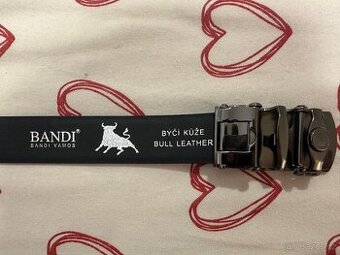 BANDI®
BANDI VAMOS
BYČÍ KŮŽE
BULL LEATHER